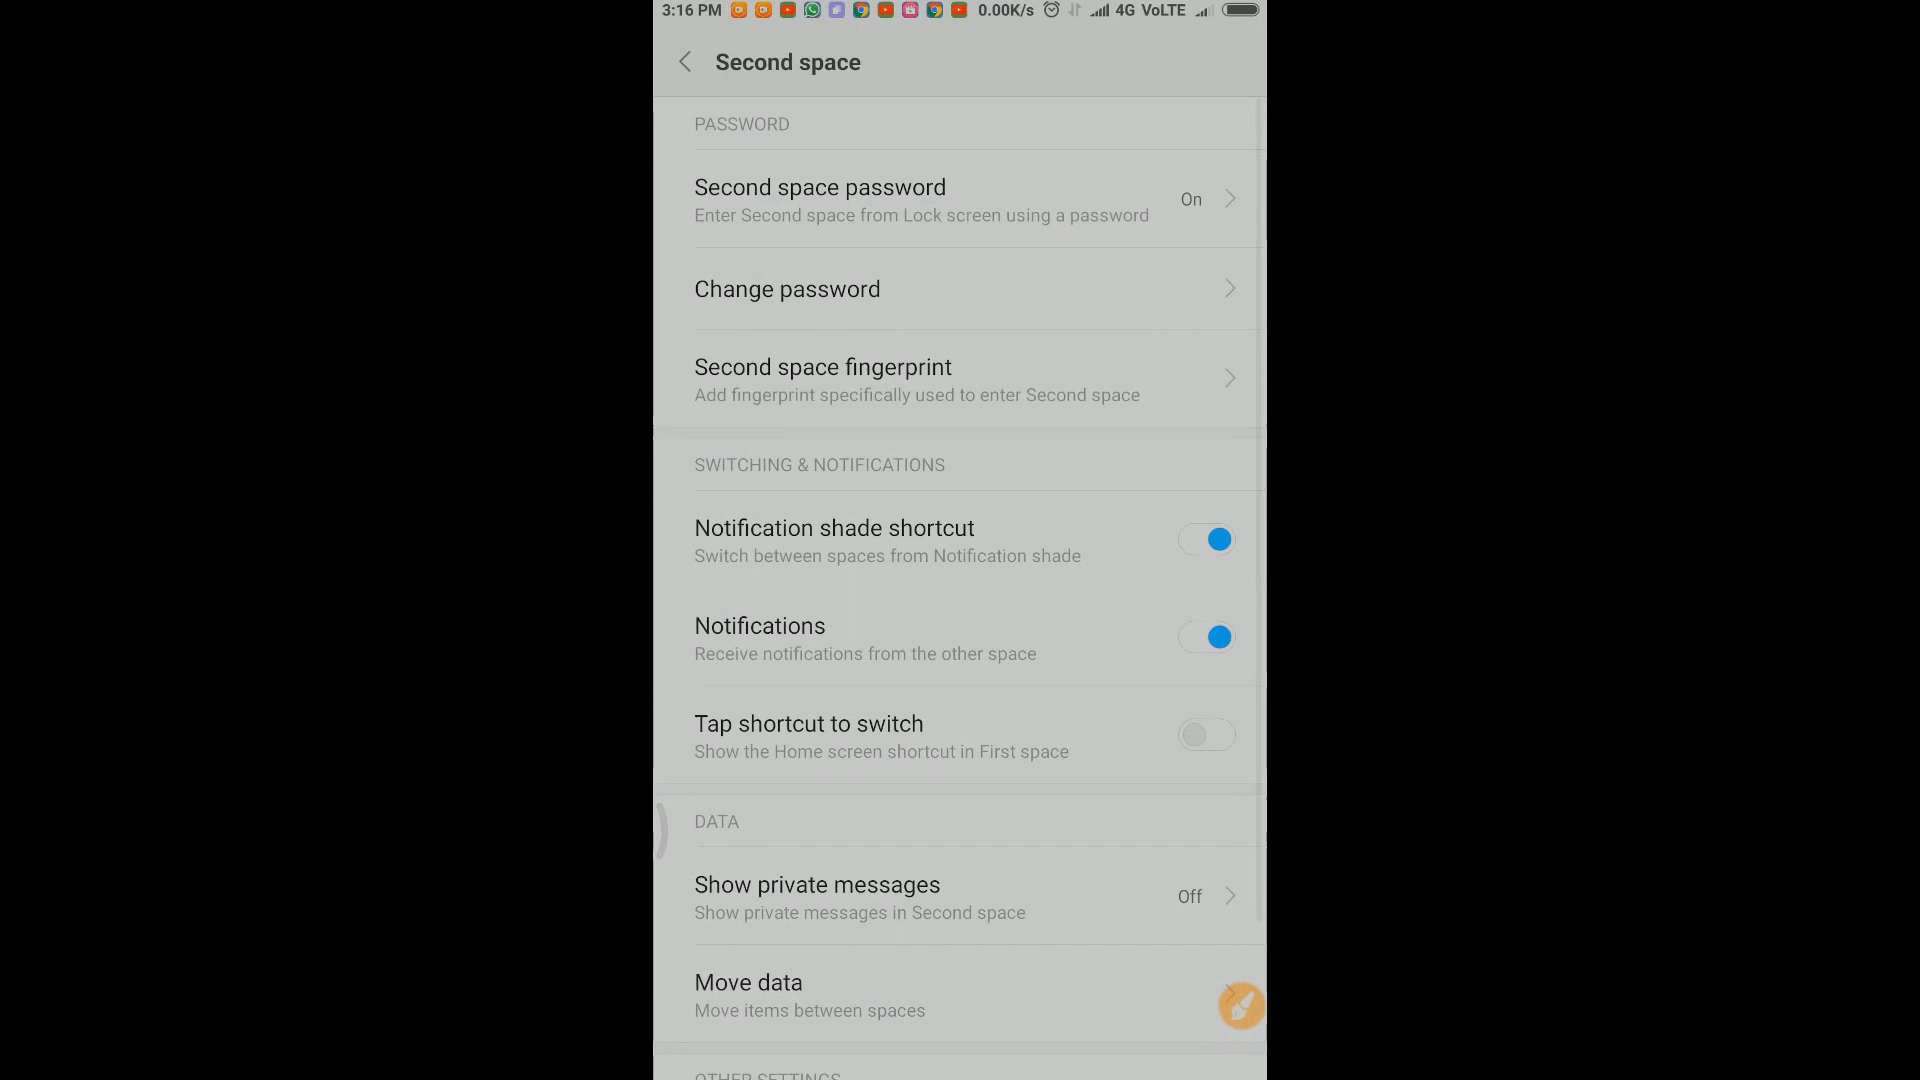 3:16 PM 0.00K/s 4G VoLTE
Second space
PASSWORD
Second space password
Enter Second space from Lock screen using a password
On
Change password
Second space fingerprint
Add fingerprint specifically used to enter Second space
SWITCHING & NOTIFICATIONS
Notification shade shortcut
Switch between spaces from Notification shade
Notifications
Receive notifications from the other space
Tap shortcut to switch
Show the Home screen shortcut in First space
DATA
Show private messages
Show private messages in Second space
Off
Move data
Move items between spaces
OTHER SETTINGS